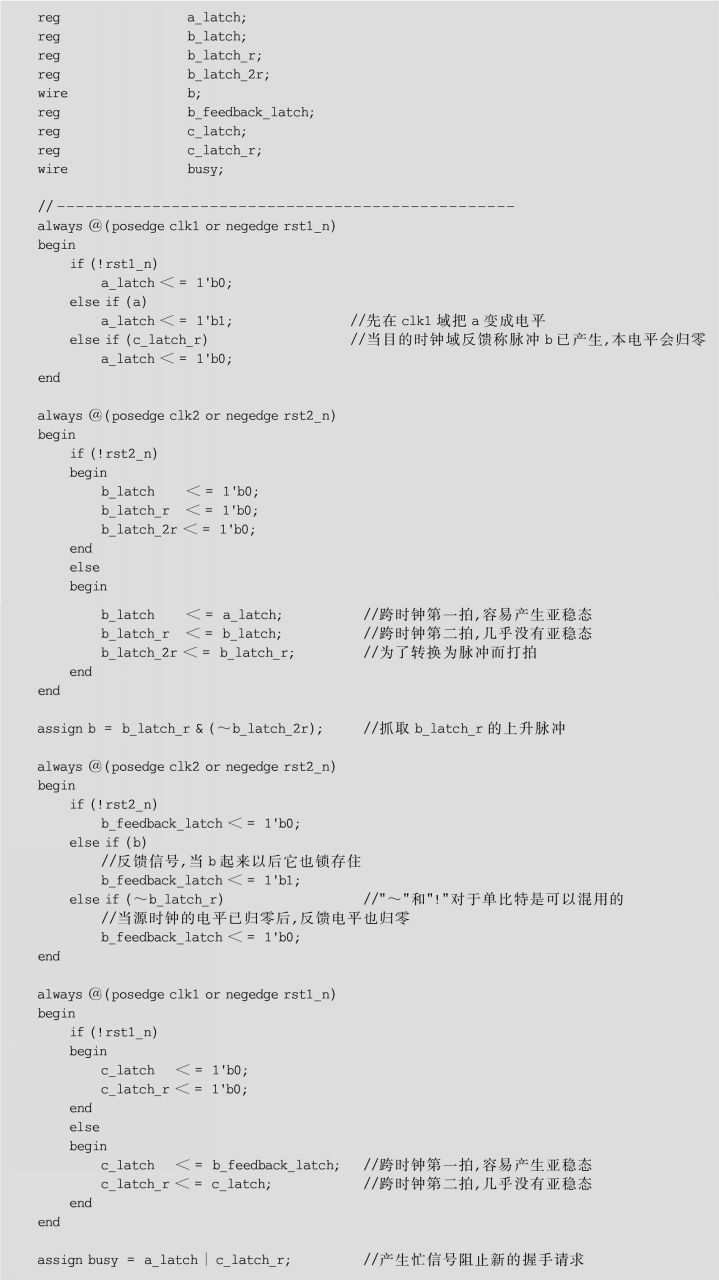 reg a_latch;
reg b_latch;
reg b_latch_r;
reg b_latch_2r;
wire b;
reg b_feedback_latch;
reg c_latch;
reg c_latch_r;
wire busy;
//------------------------------------------------
always @(posedge clk1 or negedge rst1_n)
begin
if (!rst1_n)
a_latch <= 1'b0;
else if (a)
a_latch <= 1'b1; //先在 clk1 域把 a 变成电平
else if (c_latch_r) //当目的时钟域反馈称脉冲 b 已产生,本电平会归零
a_latch <= 1'b0;
end
always @(posedge clk2 or negedge rst2_n)
begin
if (!rst2_n)
begin
b_latch <= 1'b0;
b_latch_r <= 1'b0;
b_latch_2r <= 1'b0;
end
else
begin
b_latch <= a_latch; //跨时钟第一拍,容易产生亚稳态
b_latch_r <= b_latch; //跨时钟第二拍,几乎没有亚稳态
b_latch_2r <= b_latch_r; //为了转换为脉冲而打拍
end
end
assign b = b_latch_r & (~b_latch_2r); //抓取 b_latch_r 的上升脉冲
always @(posedge clk2 or negedge rst2_n)
begin
if (!rst2_n)
b_feedback_latch <= 1'b0;
else if (b)
//反馈信号,当 b 起来以后它也锁存住
b_feedback_latch <= 1'b1;
else if (~b_latch_r) //"~"和"!"对于单比特是可以混用的
//当源时钟的电平已归零后,反馈电平也归零
b_feedback_latch <= 1'b0;
end
always @(posedge clk1 or negedge rst1_n)
begin
if (!rst1_n)
begin
c_latch <= 1'b0;
c_latch_r <= 1'b0;
end
else
begin
c_latch <= b_feedback_latch; //跨时钟第一拍,容易产生亚稳态
c_latch_r <= c_latch; //跨时钟第二拍,几乎没有亚稳态
end
end
assign busy = a_latch | c_latch_r; //产生忙信号阻止新的握手请求